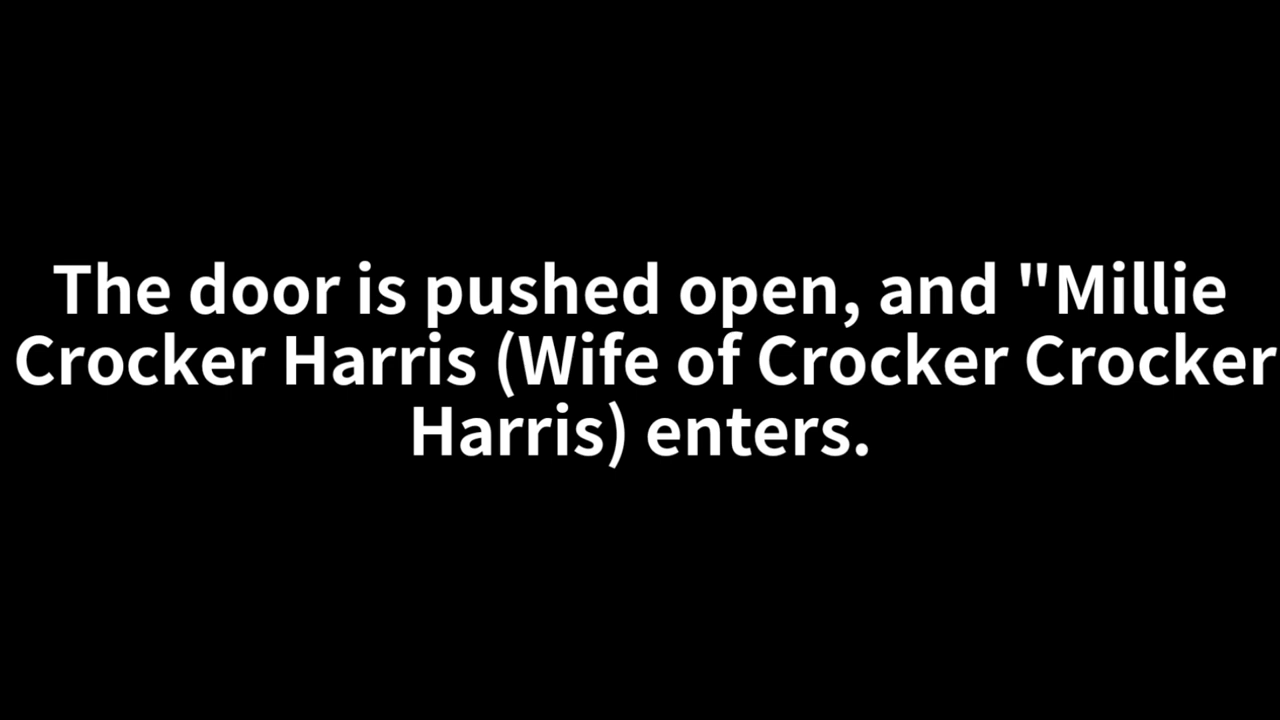 The door is pushed open, and "Millie
Crocker Harris (Wife of Crocker Crocker
Harris) enters.